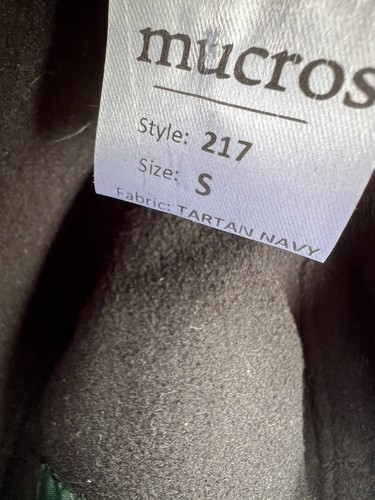 mucros
Style: 217
Size: S
Fabric: TARTAN NAVY